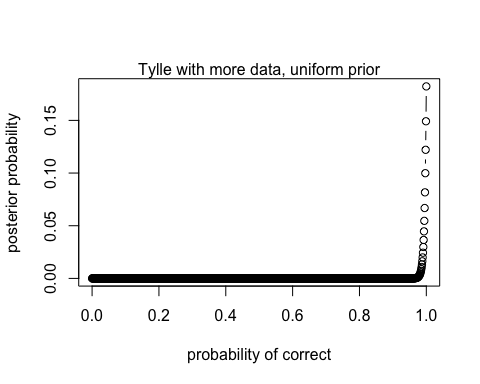 Tylle with more data, uniform prior
posterior probability
0.15
0.10
0.05
0.00
0.0 0.2 0.4 0.6 0.8 1.0
probability of correct